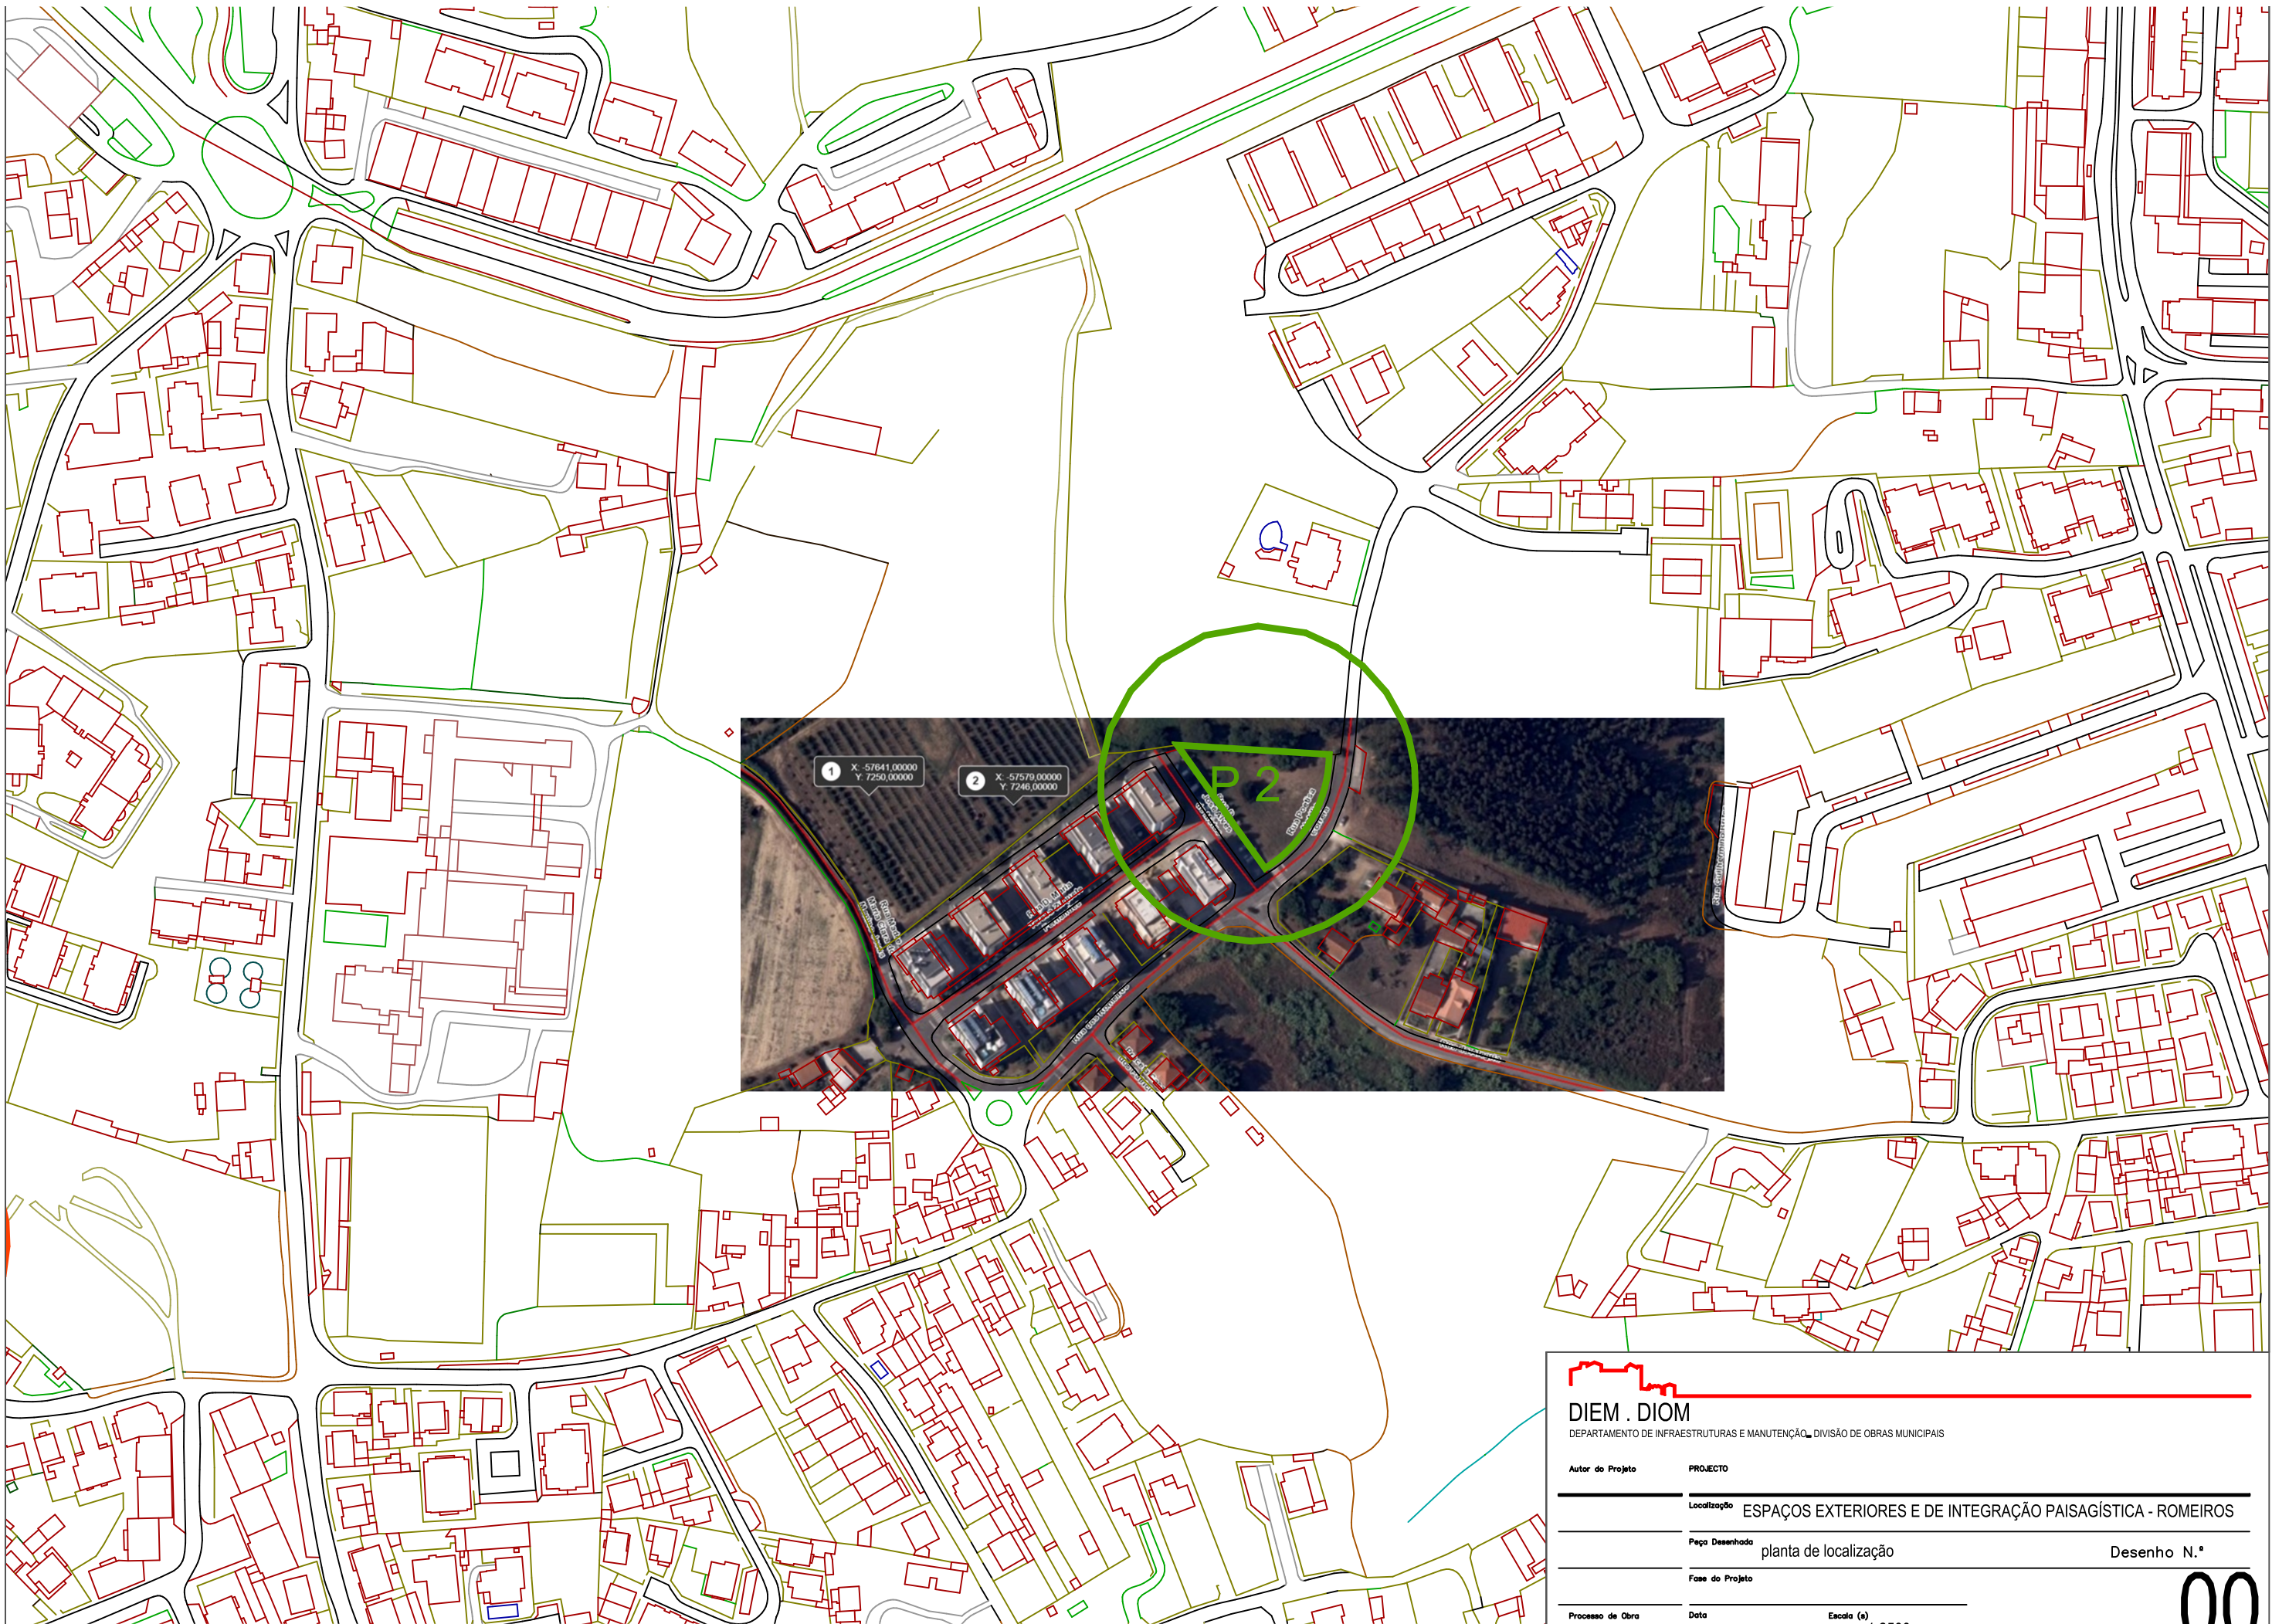 1 X: -57641,00000
Y: 7250,00000
2 X: -57579,00000
Y: 7246,00000
P 2
DIEM . DIOM
DEPARTAMENTO DE INFRAESTRUTURAS E MANUTENÇÃO_ DIVISÃO DE OBRAS MUNICIPAIS
Autor do Projeto PROJECTO
Localização ESPAÇOS EXTERIORES E DE INTEGRAÇÃO PAISAGÍSTICA - ROMEIROS
Peça Desenhada planta de localização Desenho N.º
Fase do Projeto
00
Processo de Obra Data Escala (s)